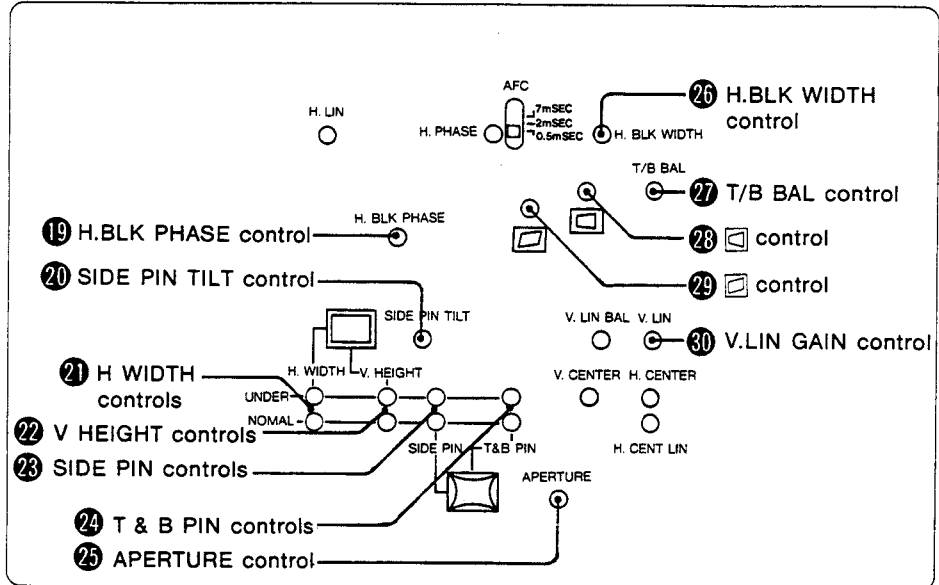 AFC
7mSEC
2mSEC
0.5mSEC
H. LIN
H. PHASE
H. BLK WIDTH
26 H.BLK WIDTH
control
T/B BAL
27 T/B BAL control
H. BLK PHASE
19 H.BLK PHASE control
28 control
20 SIDE PIN TILT control
29 control
SIDE PIN TILT
V. LIN BAL V. LIN
30 V.LIN GAIN control
H. WIDTH V. HEIGHT
21 H WIDTH
controls
V. CENTER H. CENTER
UNDER
NOMAL
22 V HEIGHT controls
SIDE PIN T&B PIN
H. CENT LIN
23 SIDE PIN controls
APERTURE
24 T & B PIN controls
25 APERTURE control